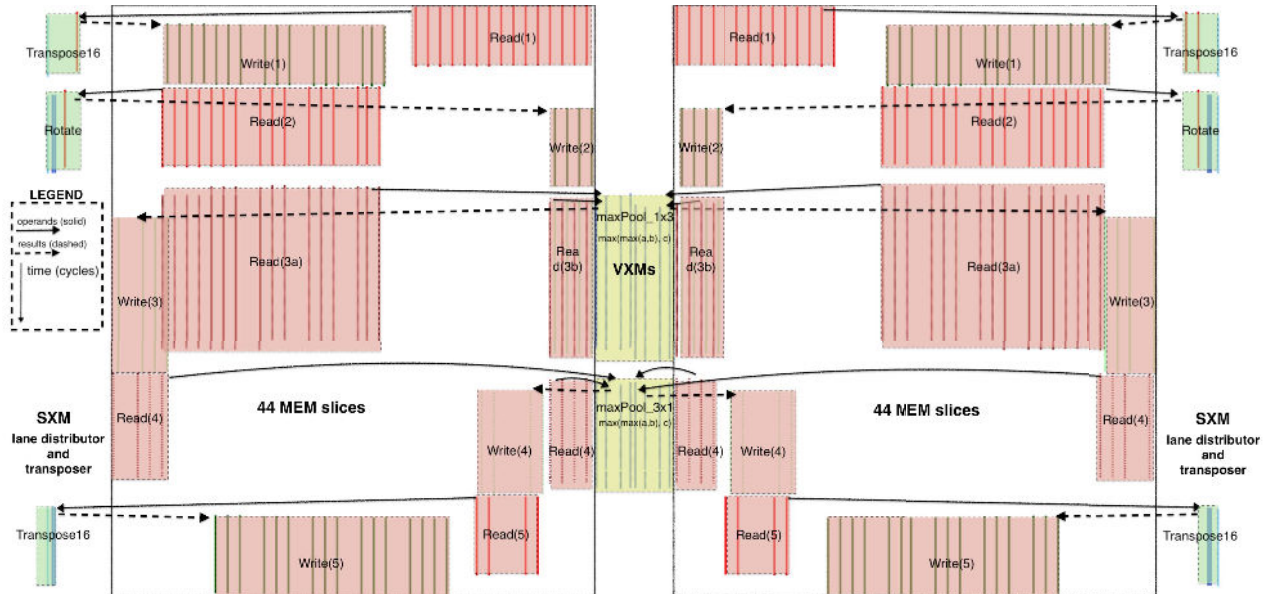 Read(1)
Read(1)
Transpose16
Write(1)
Write(1)
Transpose16
Rotate
Read(2)
Write(2)
Write(2)
Read(2)
Rotate
LEGEND
operands (solid)
results (dashed)
time (cycles)
maxPool_1x3
max(max(a,b), c)
VXMs
Read(3a)
Rea
d(3b)
Rea
d(3b)
Read(3a)
Write(3)
Write(3)
SXM
lane distributor
and
transposer
Read(4)
44 MEM slices
Write(4)
Read(4)
maxPool_3x1
max(max(a,b), c)
Read(4)
Write(4)
44 MEM slices
Read(4)
SXM
lane distributor
and
transposer
Transpose16
Write(5)
Read(5)
Read(5)
Write(5)
Transpose16